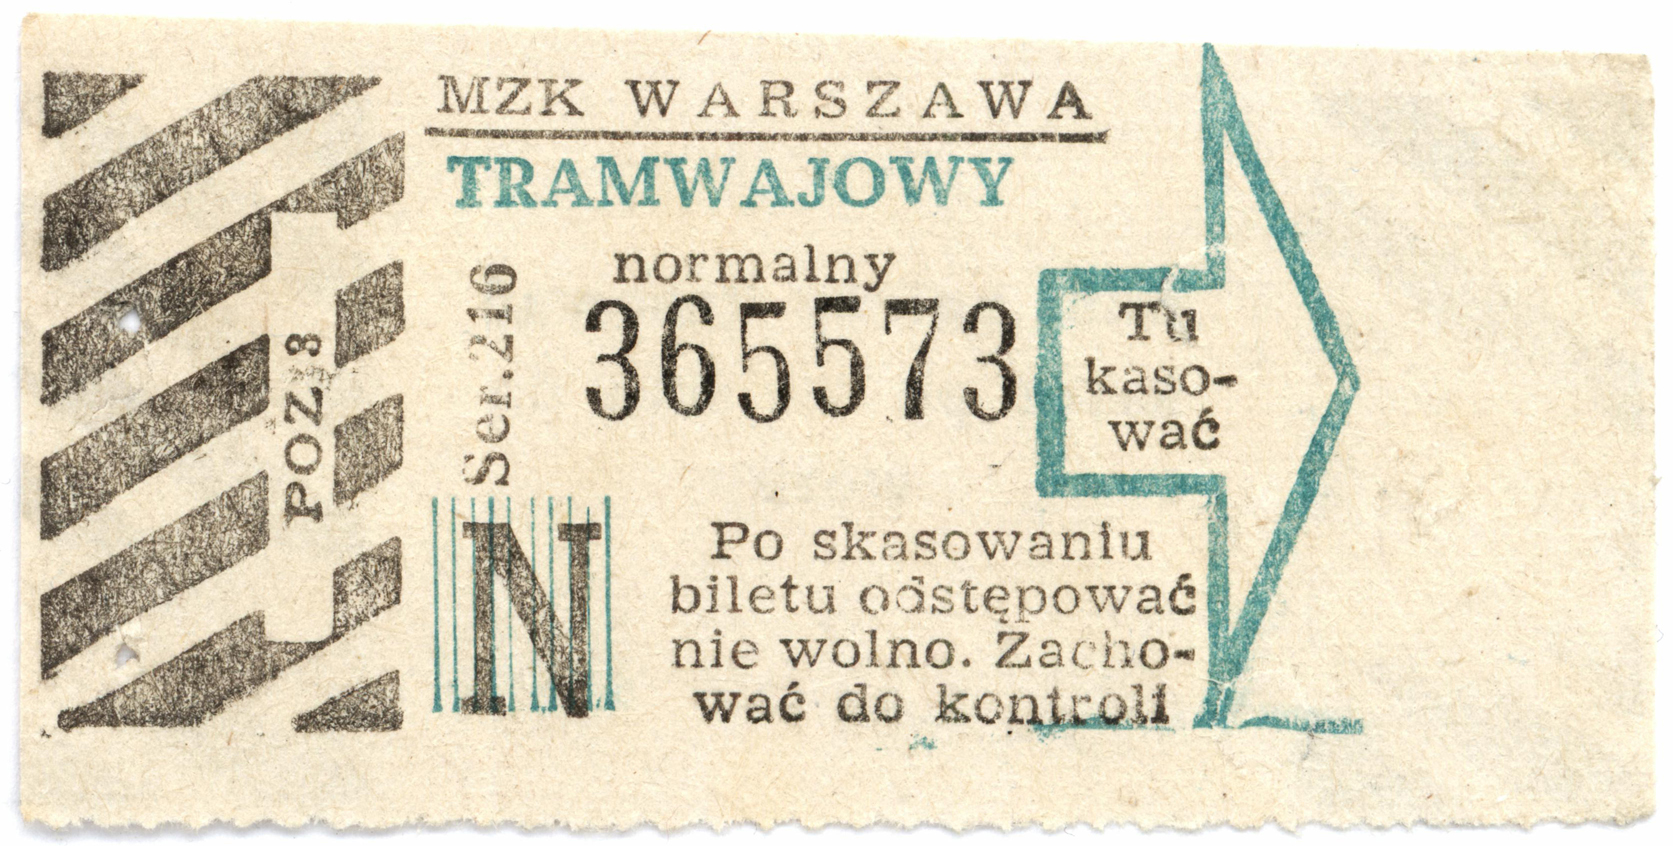 MZK WARSZAWA
TRAMWAJOWY
normalny
POZ. 3
Ser.216
365573
Tu
kaso-
wać
N
Po skasowaniu
biletu odstępować
nie wolno. Zacho-
wać do kontroli